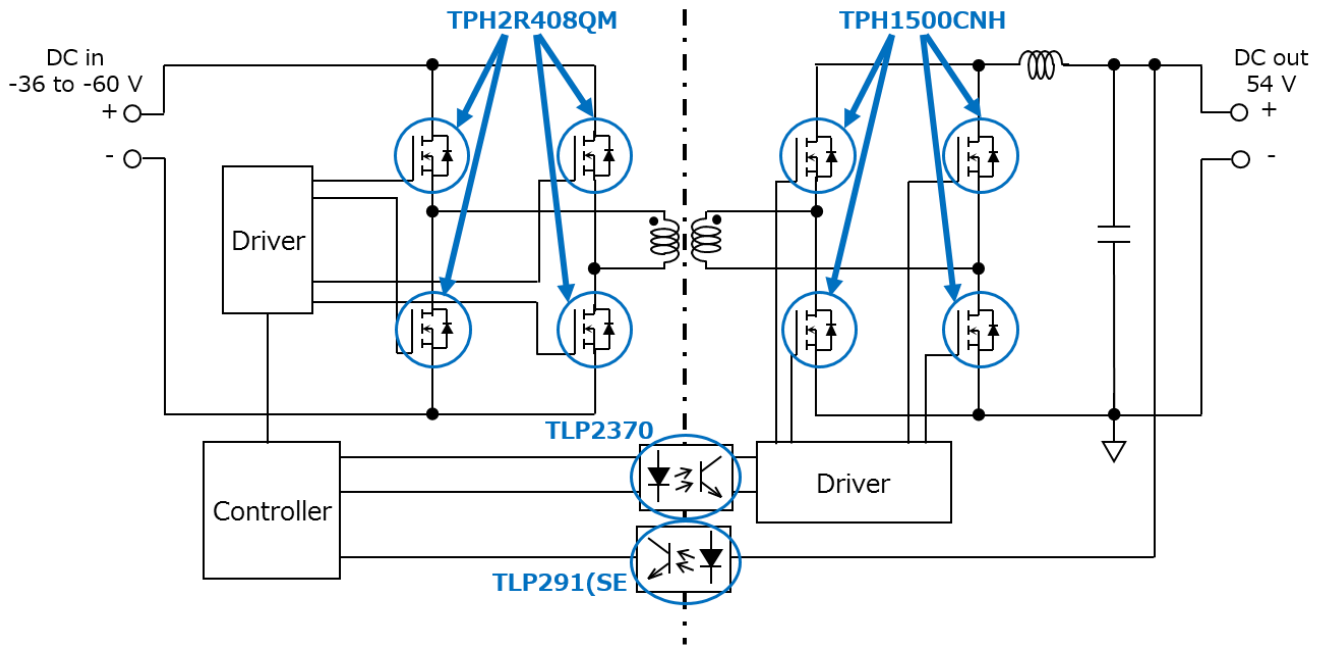 TPH2R408QM
TPH1500CNH
DC in
-36 to -60 V
+
-
DC out
54 V
+
-
Driver
TLP2370
Controller
Driver
TLP291(SE